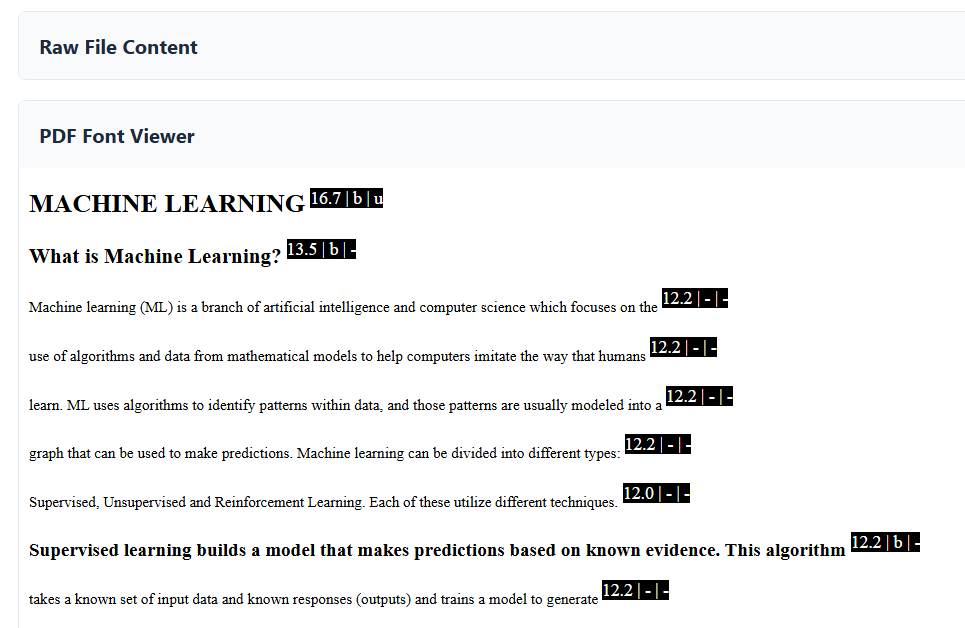 Raw File Content
PDF Font Viewer
MACHINE LEARNING 16.7 | b | u
What is Machine Learning? 13.5 | b | -
Machine learning (ML) is a branch of artificial intelligence and computer science which focuses on the 12.2 | - | -
use of algorithms and data from mathematical models to help computers imitate the way that humans 12.2 | - | -
learn. ML uses algorithms to identify patterns within data, and those patterns are usually modeled into a 12.2 | - | -
graph that can be used to make predictions. Machine learning can be divided into different types: 12.2 | - | -
Supervised, Unsupervised and Reinforcement Learning. Each of these utilize different techniques. 12.0 | - | -
Supervised learning builds a model that makes predictions based on known evidence. This algorithm 12.2 | b | -
takes a known set of input data and known responses (outputs) and trains a model to generate 12.2 | - | -